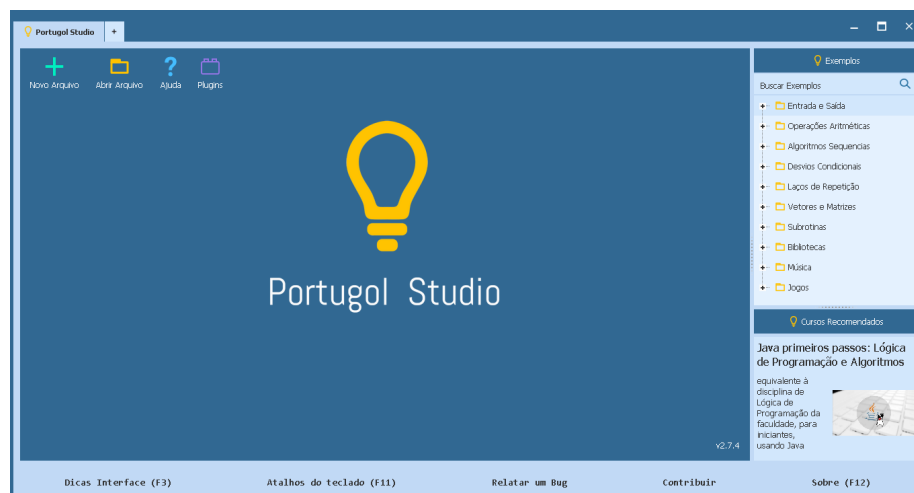 Portugol Studio
+
Novo Arquivo
Abrir Arquivo
Ajuda
Plugins
Portugol Studio
v2.7.4
Exemplos
Buscar Exemplos
Entrada e Saída
Operações Aritméticas
Algoritmos Sequencias
Desvios Condicionais
Laços de Repetição
Vetores e Matrizes
Subrotinas
Bibliotecas
Música
Jogos
Cursos Recomendados
Java primeiros passos: Lógica
de Programação e Algoritmos
equivalente à
disciplina de
Lógica de
Programação da
faculdade, para
iniciantes,
usando Java
Dicas Interface (F3)
Atalhos do teclado (F11)
Relatar um Bug
Contribuir
Sobre (F12)